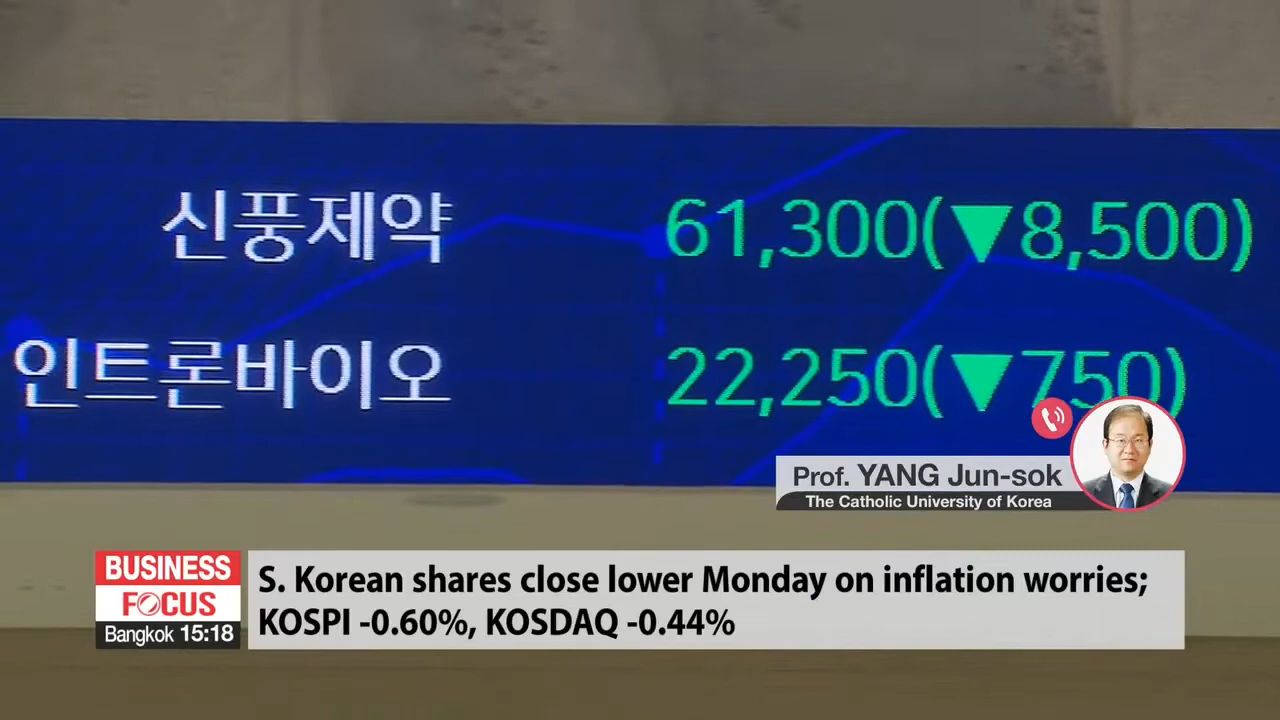 신풍제약 61,300(▼8,500)
인트론바이오 22,250(▼750)
Prof. YANG Jun-sok
The Catholic University of Korea
BUSINESS
FOCUS
Bangkok 15:18
S. Korean shares close lower Monday on inflation worries;
KOSPI -0.60%, KOSDAQ -0.44%